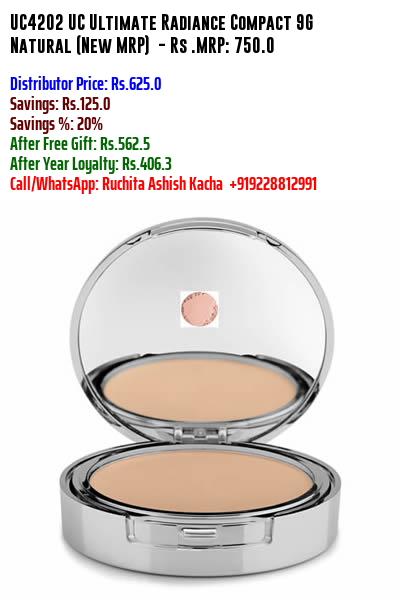 UC4202 UC Ultimate Radiance Compact 9G
Natural (New MRP) - Rs .MRP: 750.0
Distributor Price: Rs.625.0
Savings: Rs.125.0
Savings %: 20%
After Free Gift: Rs.562.5
After Year Loyalty: Rs.406.3
Call/WhatsApp: Ruchita Ashish Kacha +919228812991